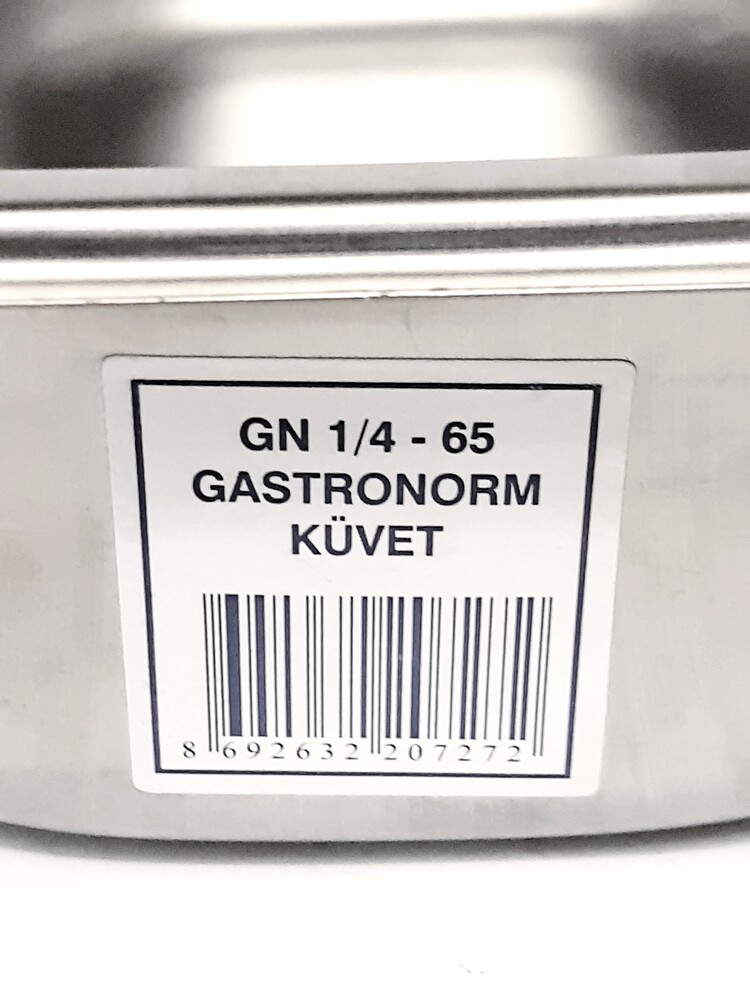 GN 1/4 - 65
GASTRONORM
KÜVET
8 692632 207272